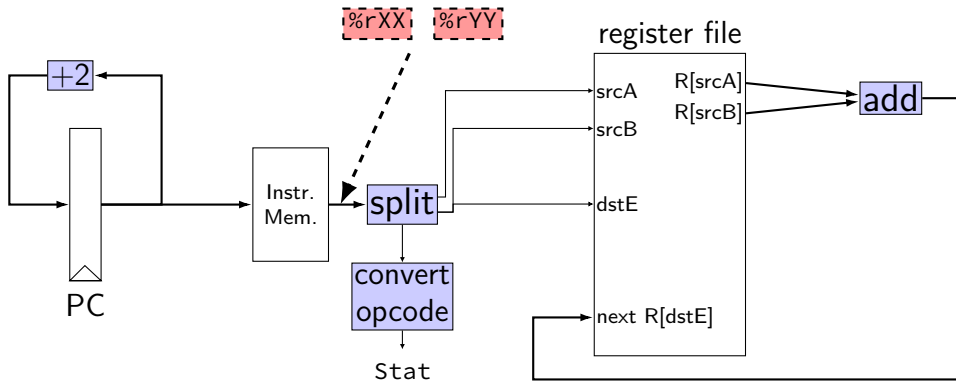 %rXX %rYY
register file
+2
R[srcA]
srcA
add
R[srcB]
srcB
Instr.
Mem.
split
dstE
convert
opcode
PC
next R[dstE]
Stat